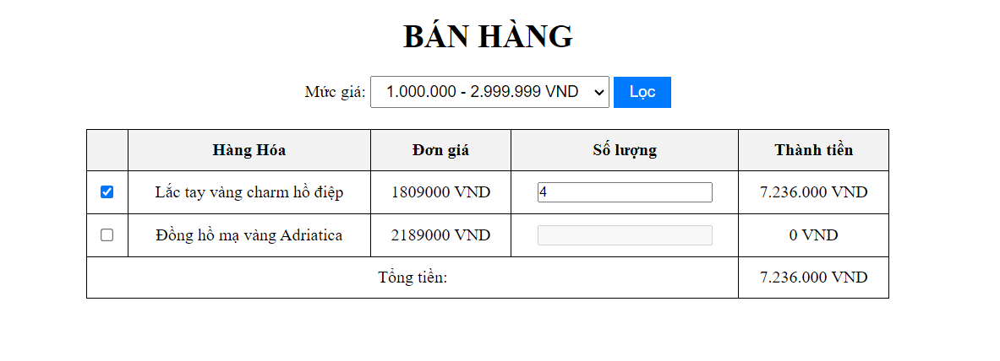 BÁN HÀNG
Mức giá: 1.000.000 - 2.999.999 VND Lọc
Hàng Hóa Đơn giá Số lượng Thành tiền
Lắc tay vàng charm hồ điệp 1809000 VND 4 7.236.000 VND
Đồng hồ mạ vàng Adriatica 2189000 VND 0 VND
Tổng tiền: 7.236.000 VND